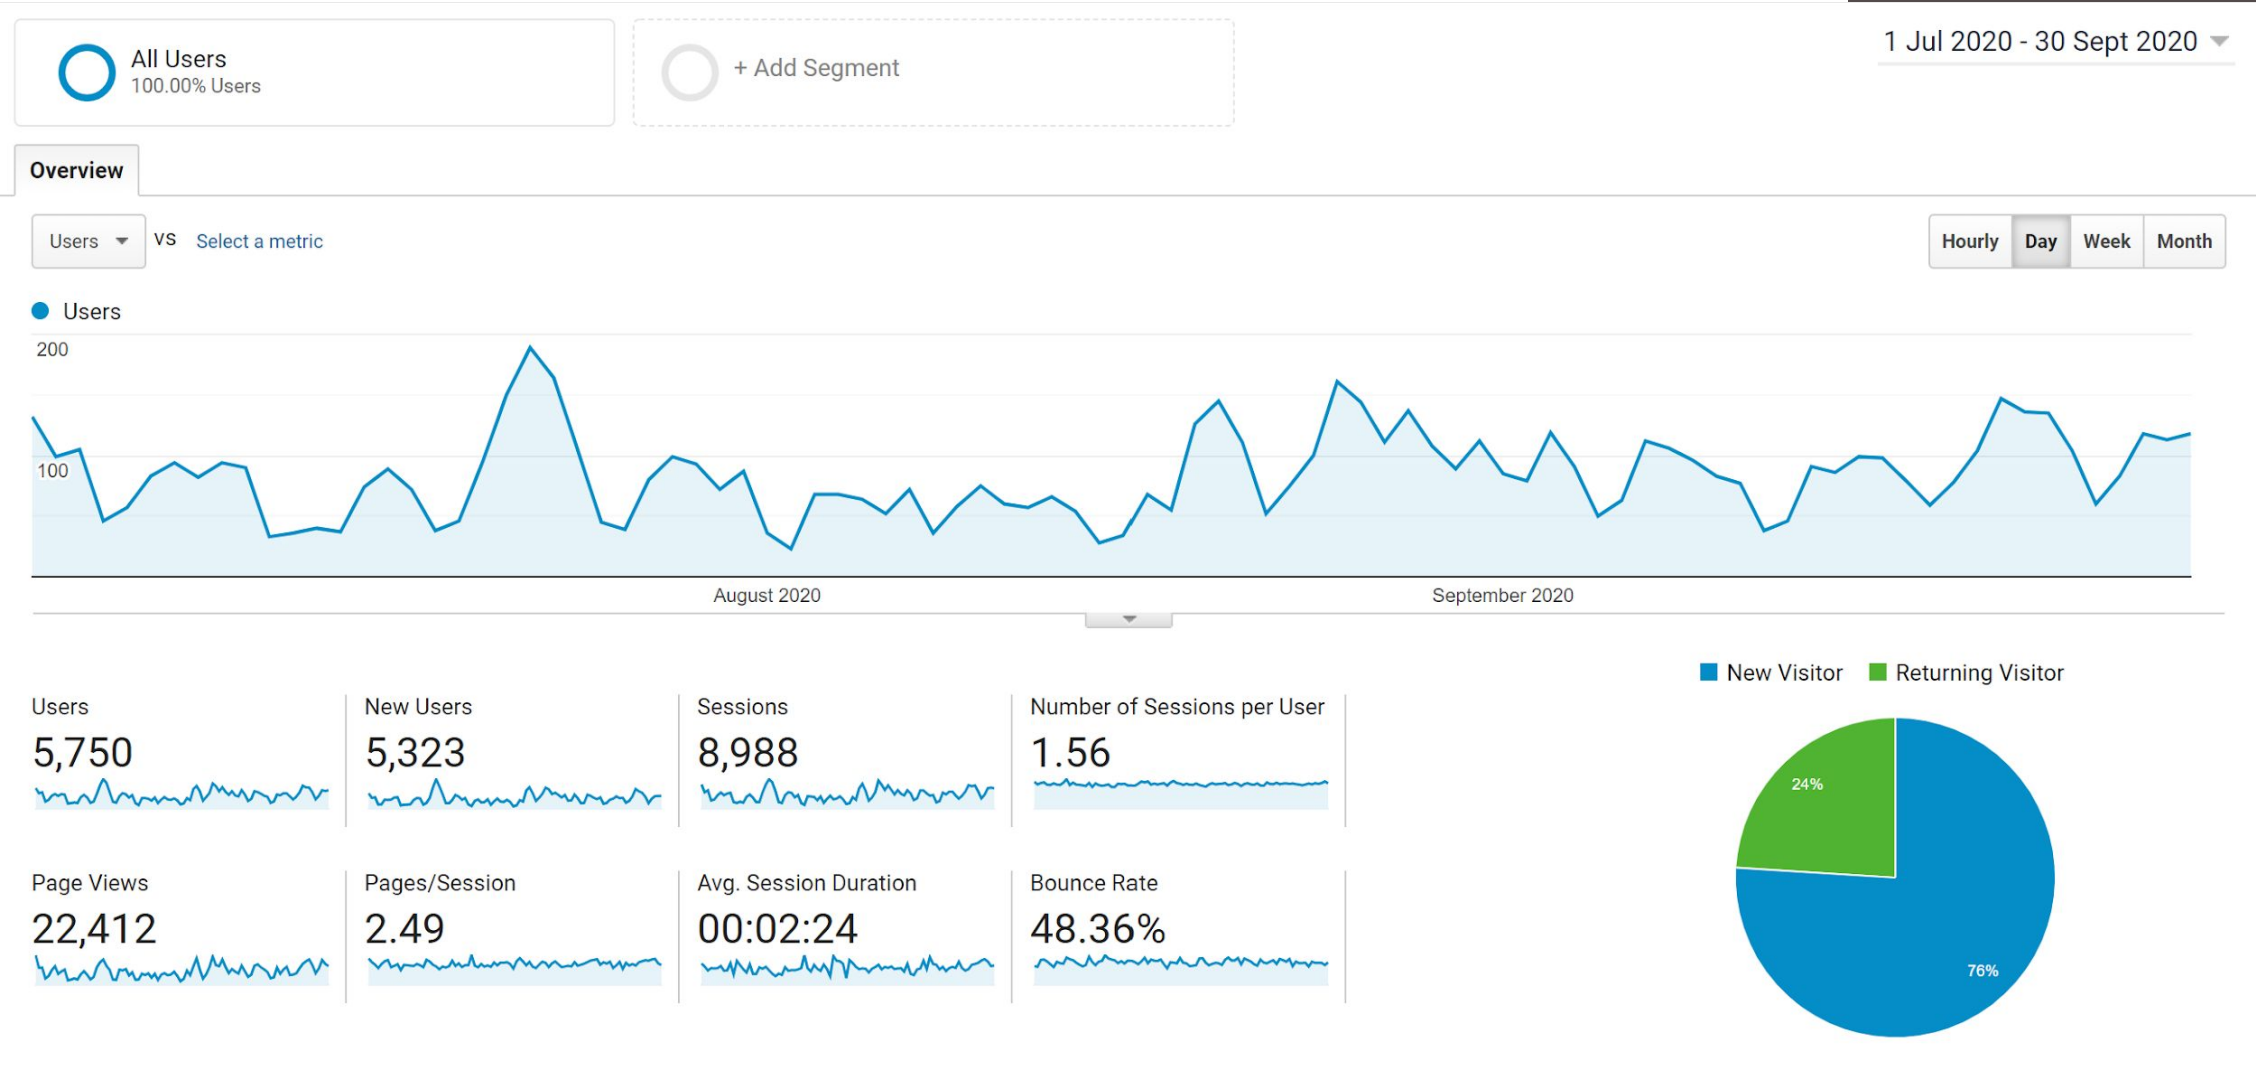 All Users
100.00% Users
+ Add Segment
1 Jul 2020 - 30 Sept 2020
Overview
Users VS Select a metric
Hourly Day Week Month
Users
200
100
August 2020 September 2020
New Visitor Returning Visitor
Users New Users Sessions Number of Sessions per User
5,750 5,323 8,988 1.56
24%
Page Views Pages/Session Avg. Session Duration Bounce Rate
22,412 2.49 00:02:24 48.36%
76%